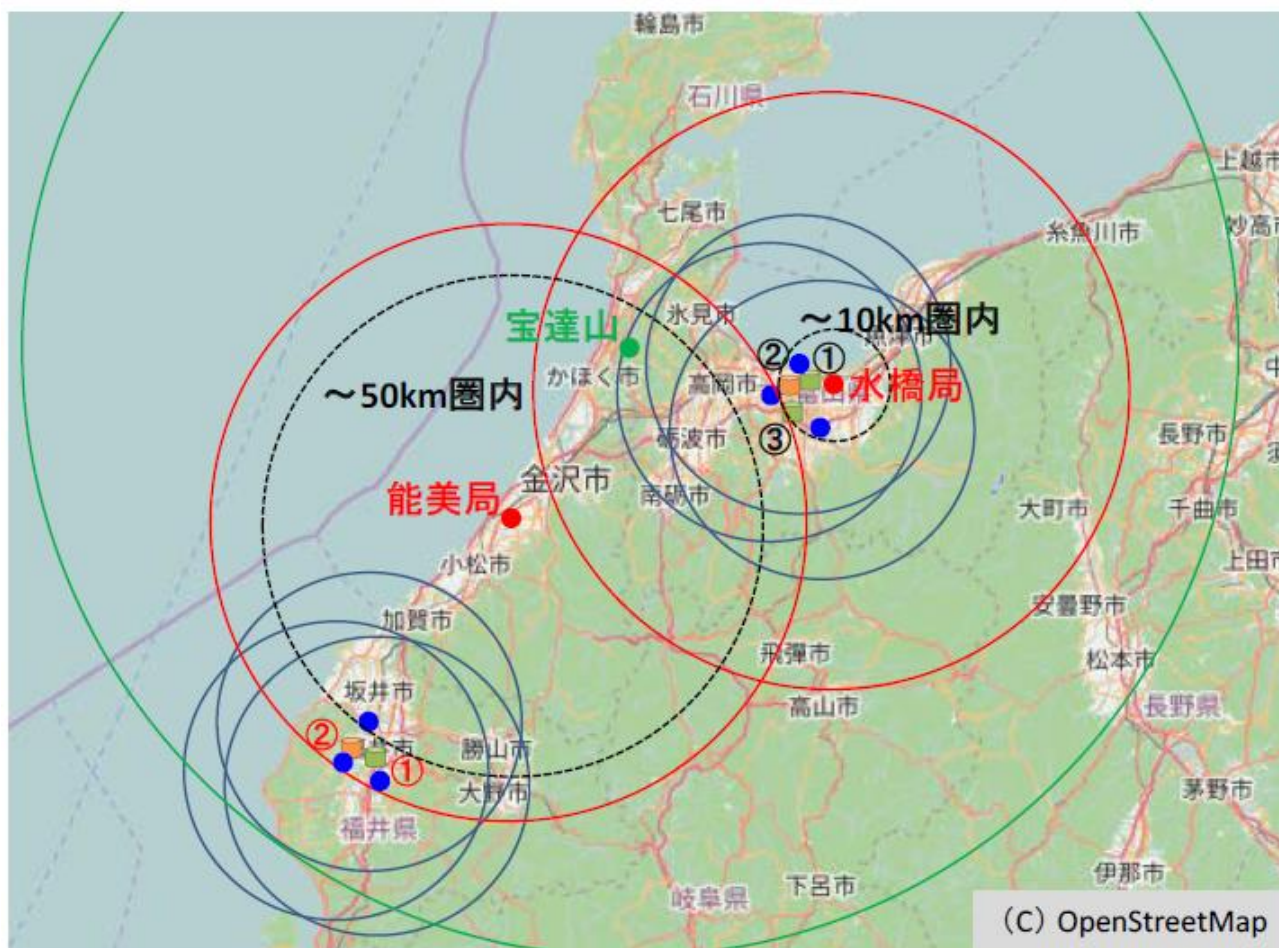 輪島市
石川県
上越市
七尾市
糸魚川市
妙高市
宝達山
氷見市
～10km圏内
魚津市
かほく市
②
①
高岡市
水橋局
～50km圏内
③
砺波市
長野市
金沢市
能美局
南砺市
大町市
千曲市
小松市
上田市
安曇野市
加賀市
飛彈市
松本市
坂井市
高山市
長野県
②
勝山市
①
大野市
茅野市
福井県
伊那市
下呂市
岐阜県
(C) OpenStreetMap